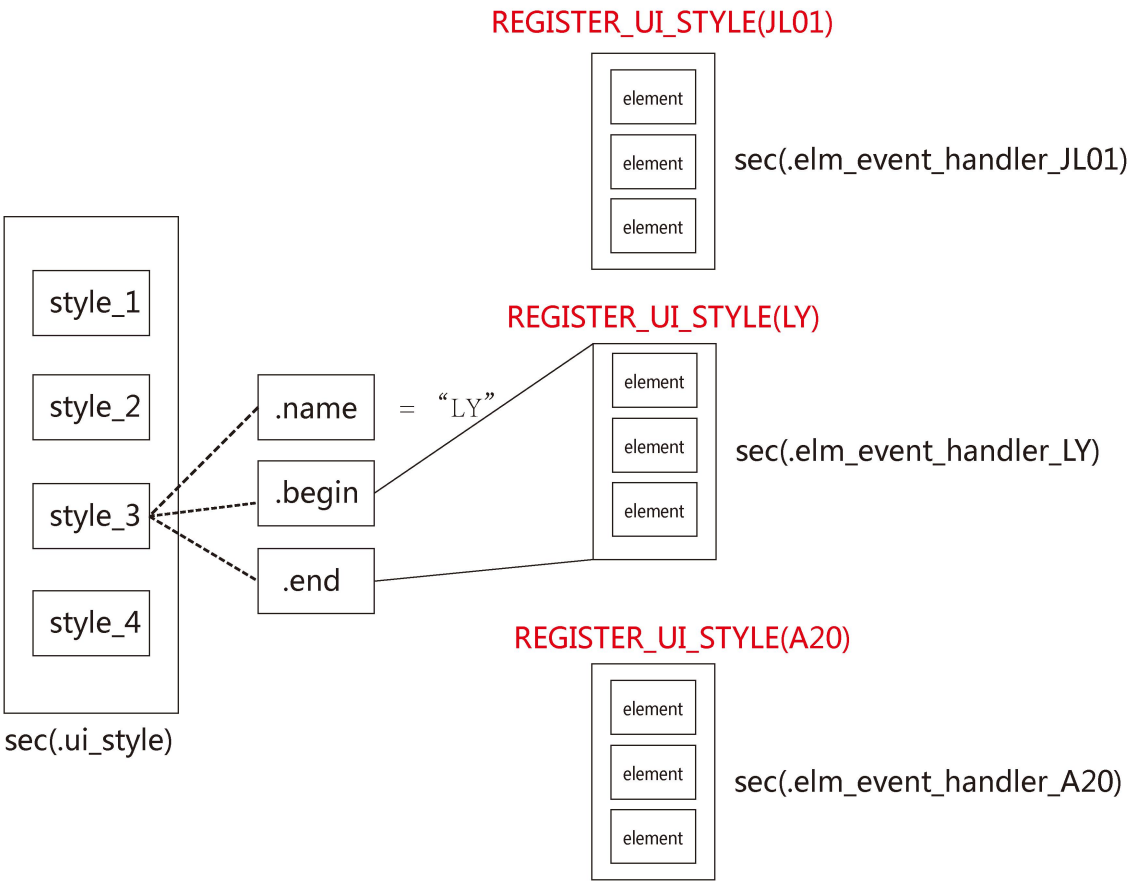 REGISTER_UI_STYLE(JL01)
element
element
element
sec(.elm_event_handler_JL01)
style_1
style_2
style_3
style_4
sec(.ui_style)
.name = “LY”
.begin
.end
REGISTER_UI_STYLE(LY)
element
element
element
sec(.elm_event_handler_LY)
REGISTER_UI_STYLE(A20)
element
element
element
sec(.elm_event_handler_A20)